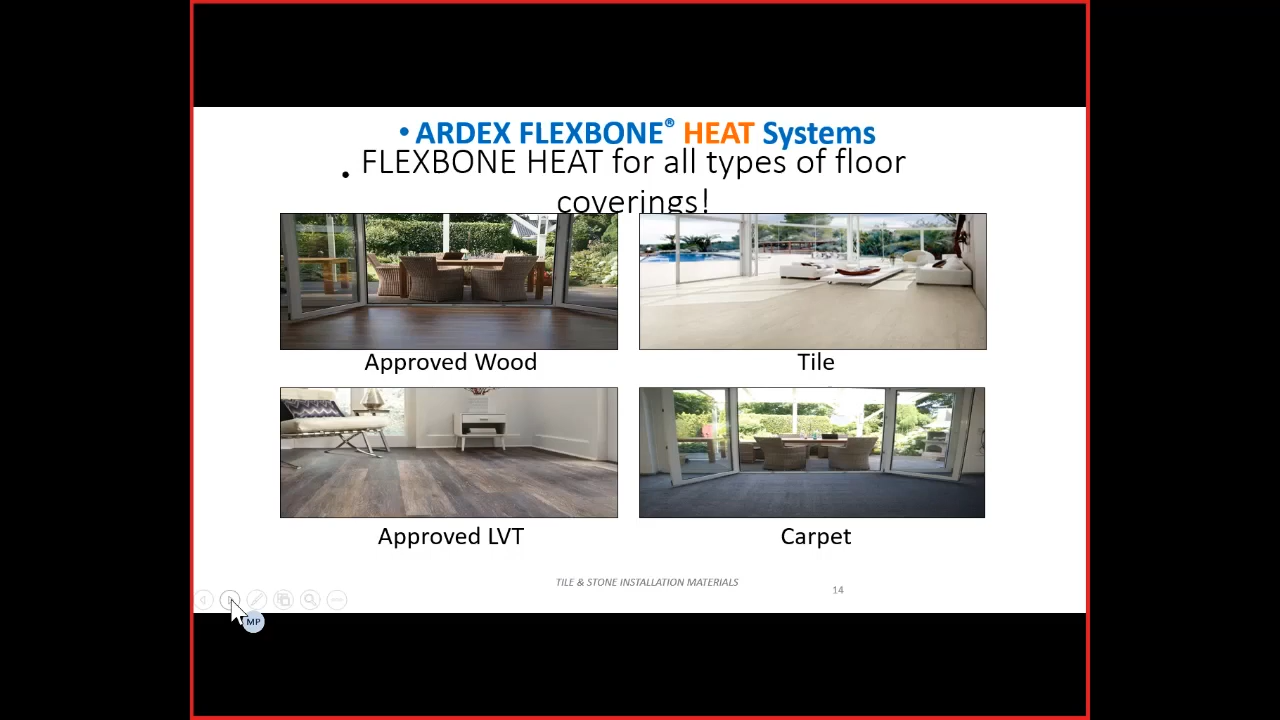 • ARDEX FLEXBONE® HEAT Systems
• FLEXBONE HEAT for all types of floor
coverings!
Approved Wood
Tile
Approved LVT
Carpet
TILE & STONE INSTALLATION MATERIALS
14
MP